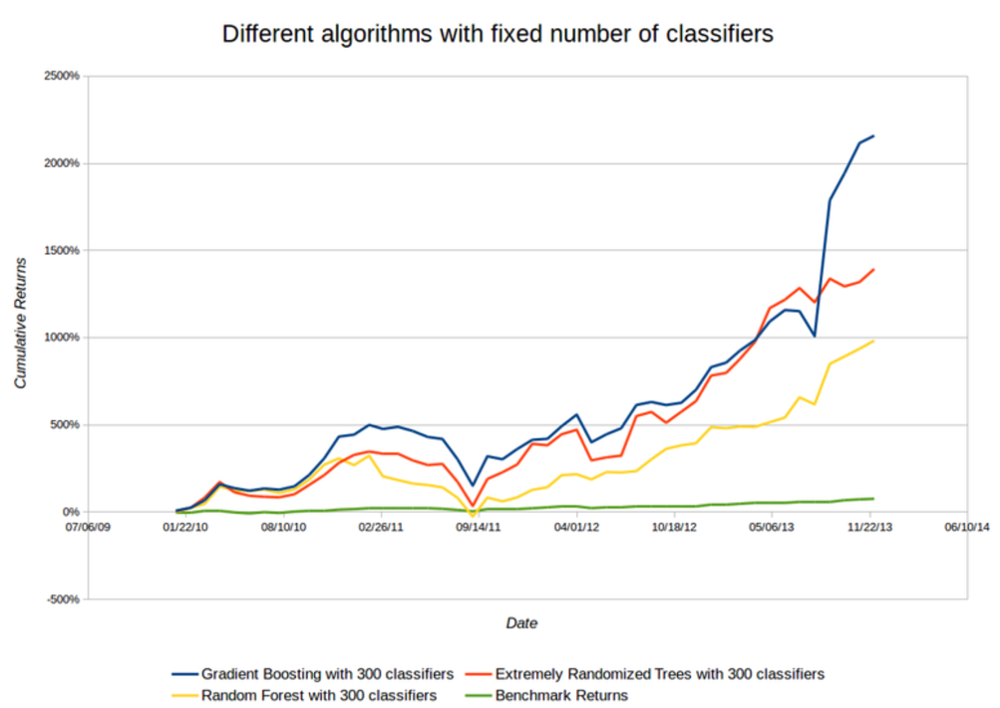 Different algorithms with fixed number of classifiers
2500%
2000%
1500%
1000%
500%
0%
-500%
Cumulative Returns
07/06/09 01/22/10 08/10/10 02/26/11 09/14/11 04/01/12 10/18/12 05/06/13 11/22/13 06/10/14
Date
Gradient Boosting with 300 classifiers Extremely Randomized Trees with 300 classifiers
Random Forest with 300 classifiers Benchmark Returns